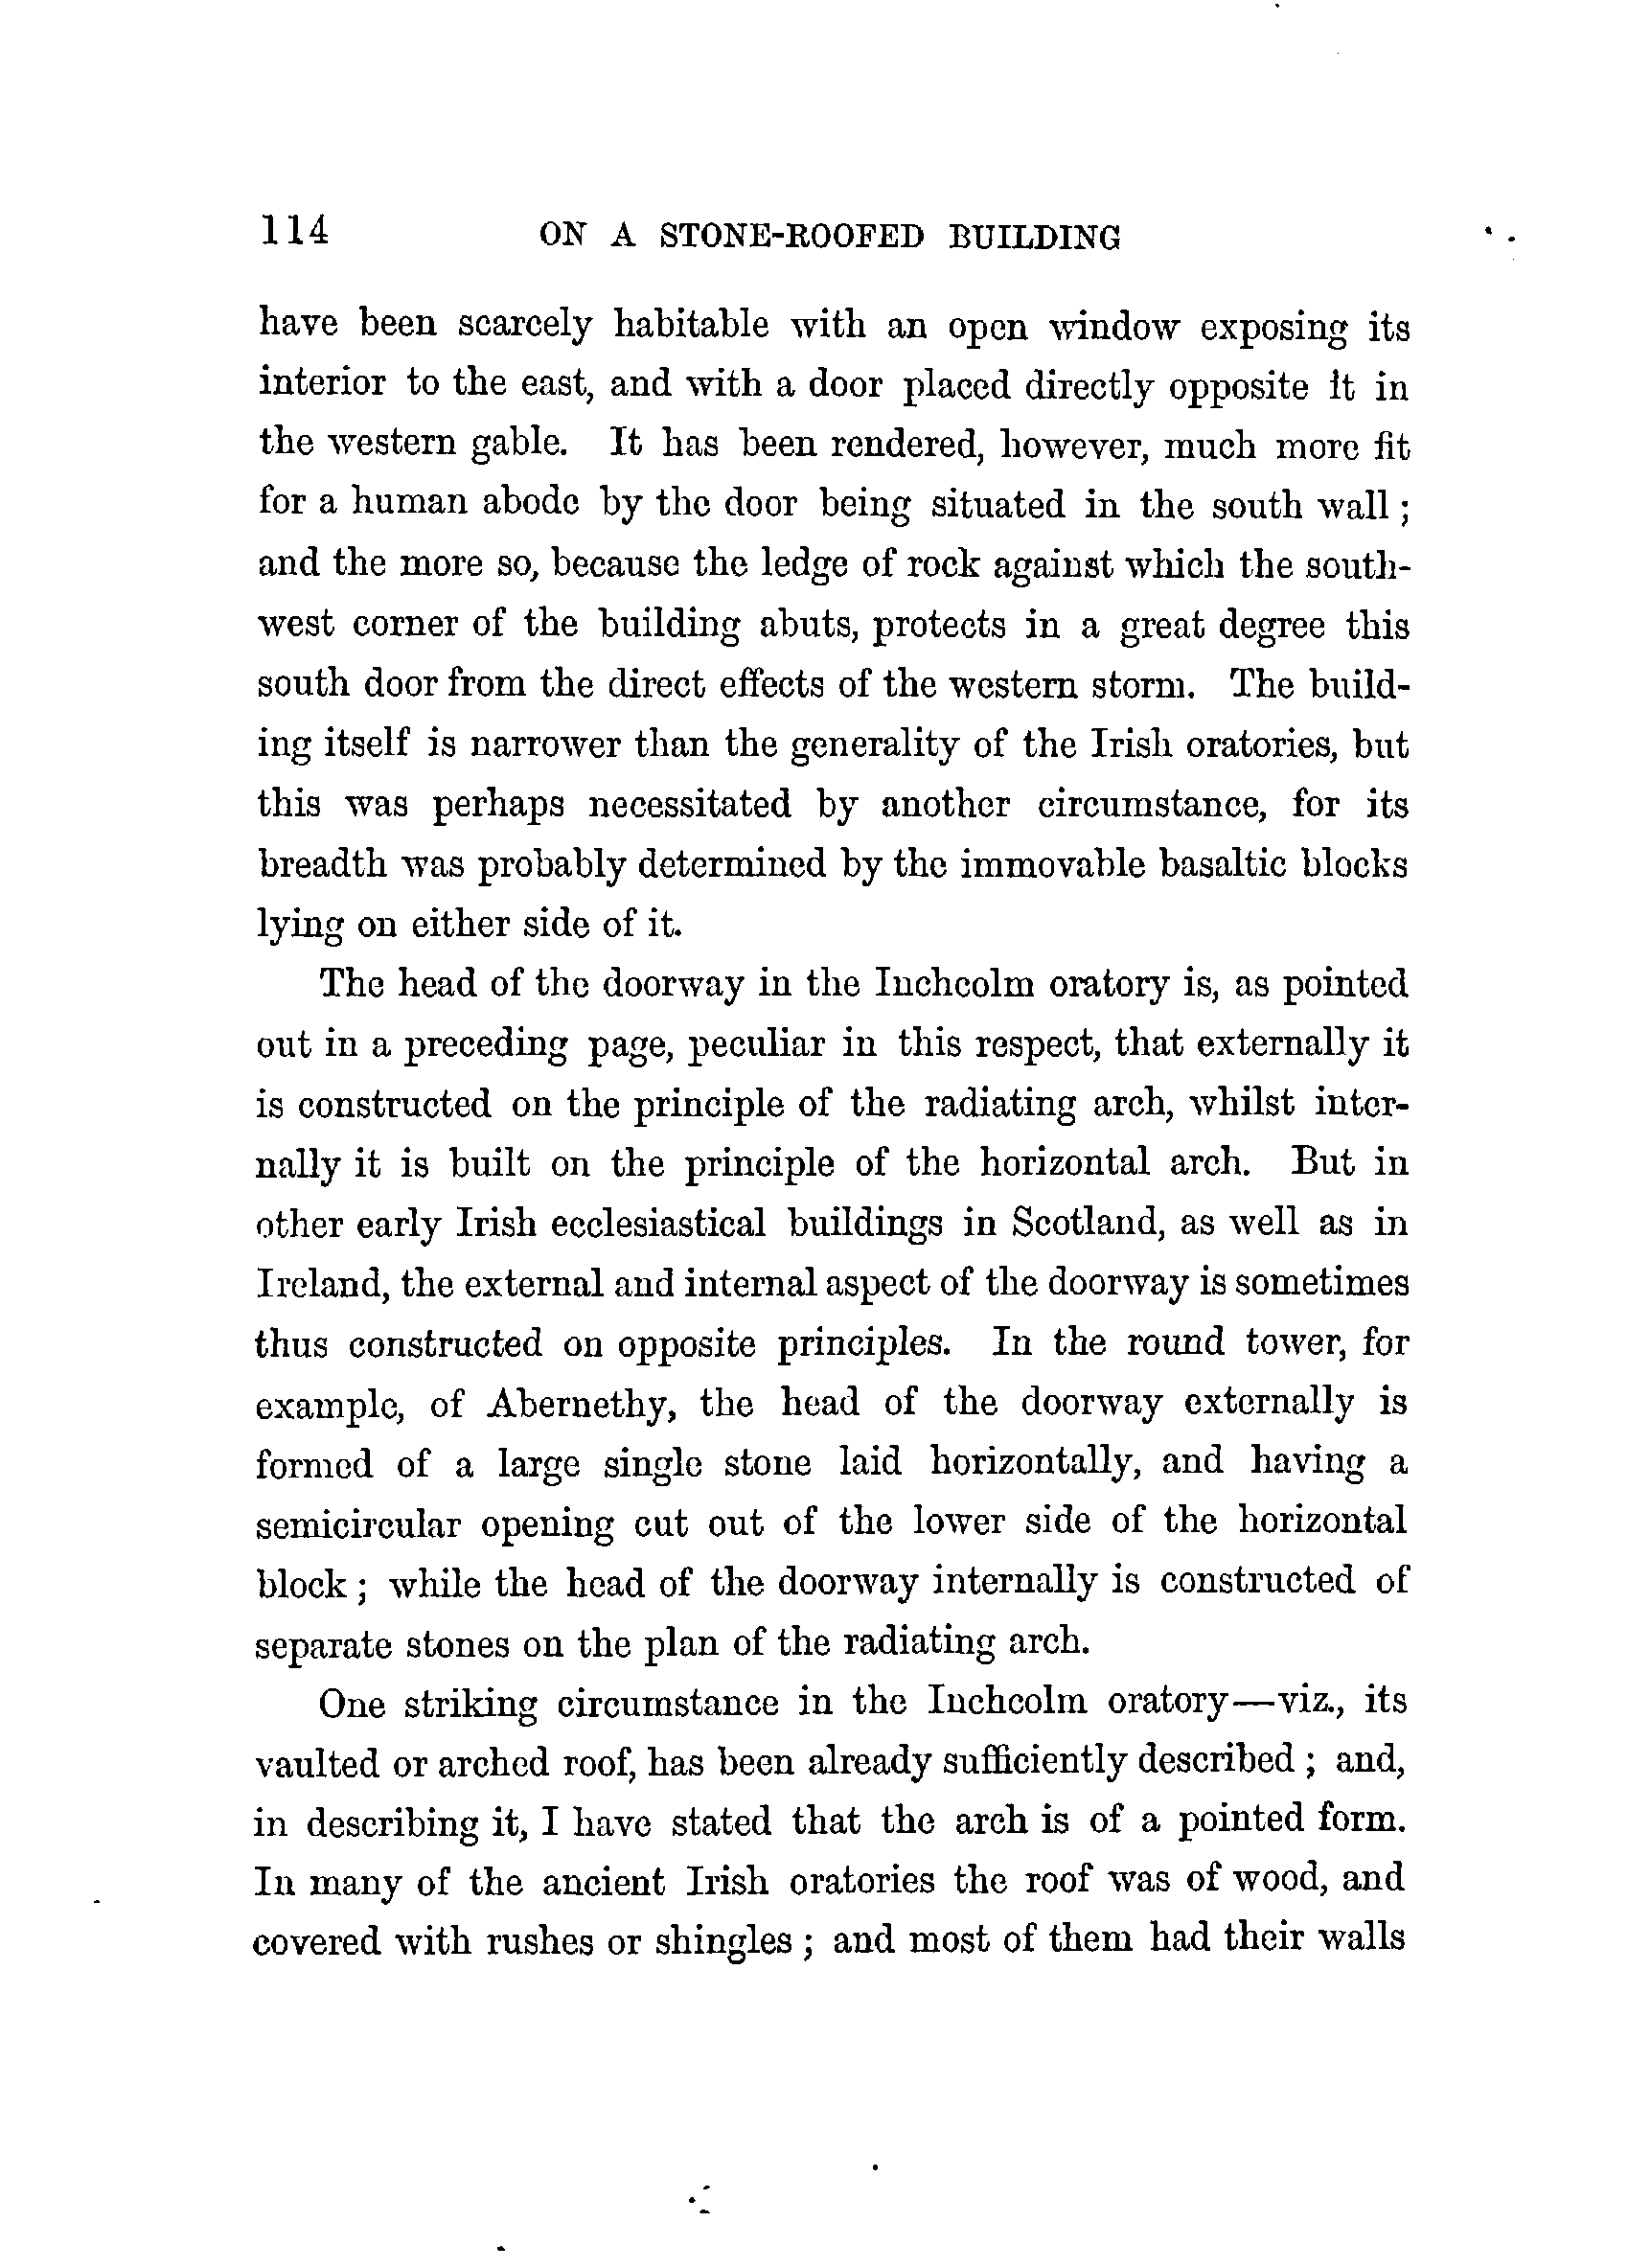 114 ON A STONE-ROOFED BUILDING
have been scarcely habitable with an open window exposing its
interior to the east, and with a door placed directly opposite it in
the western gable. It has been rendered, however, much more fit
for a human abode by the door being situated in the south wall ;
and the more so, because the ledge of rock against which the south-
west corner of the building abuts, protects in a great degree this
south door from the direct effects of the western storm. The build-
ing itself is narrower than the generality of the Irish oratories, but
this was perhaps necessitated by another circumstance, for its
breadth was probably determined by the immovable basaltic blocks
lying on either side of it.
The head of the doorway in the Inchcolm oratory is, as pointed
out in a preceding page, peculiar in this respect, that externally it
is constructed on the principle of the radiating arch, whilst inter-
nally it is built on the principle of the horizontal arch. But in
other early Irish ecclesiastical buildings in Scotland, as well as in
Ireland, the external and internal aspect of the doorway is sometimes
thus constructed on opposite principles. In the round tower, for
example, of Abernethy, the head of the doorway externally is
formed of a large single stone laid horizontally, and having a
semicircular opening cut out of the lower side of the horizontal
block ; while the head of the doorway internally is constructed of
separate stones on the plan of the radiating arch.
One striking circumstance in the Inchcolm oratory—viz., its
vaulted or arched roof, has been already sufficiently described ; and,
in describing it, I have stated that the arch is of a pointed form.
In many of the ancient Irish oratories the roof was of wood, and
covered with rushes or shingles ; and most of them had their walls